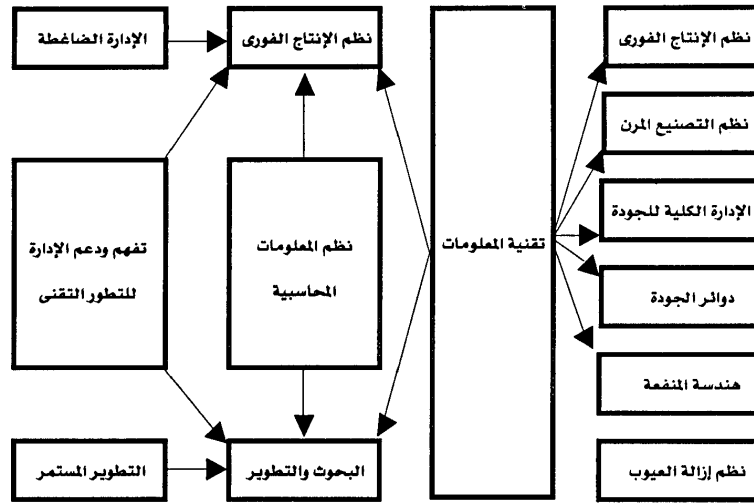 نظم الإنتاج الفورى
نظم التصنيع المرن
الإدارة الكلية للجودة
دوائر الجودة
هندسة المنفعة
نظم إزالة العيوب
تقنية المعلومات
نظم الإنتاج الفورى
نظم المعلومات
المحاسبية
البحوث والتطوير
الإدارة الضاغطة
تفهم ودعم الإدارة
للتطور التقنى
التطوير المستمر